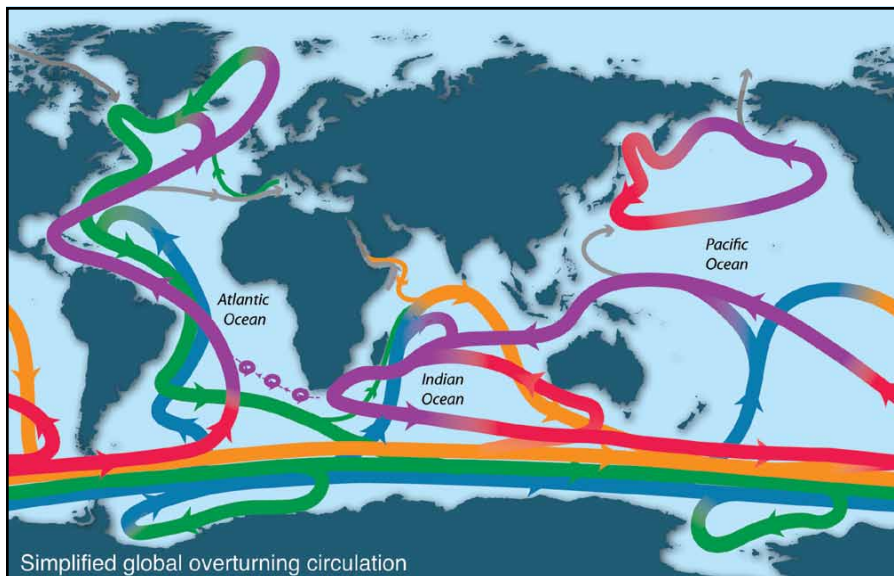 Atlantic
Ocean
Indian
Ocean
Pacific
Ocean
Simplified global overturning circulation